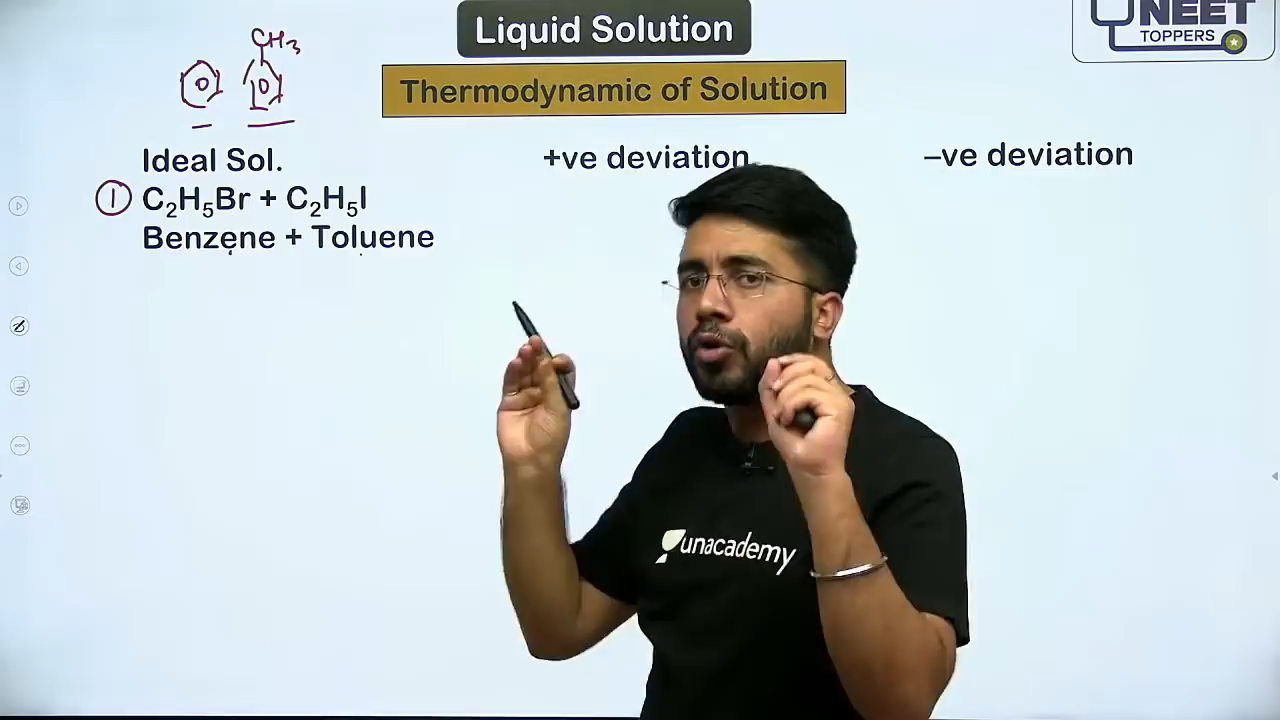 Liquid Solution
NEET
TOPPERS
CH₃
Thermodynamic of Solution
Ideal Sol.
+ve deviation
–ve deviation
① C₂H₅Br + C₂H₅I
Benzene + Toluene
unacademy